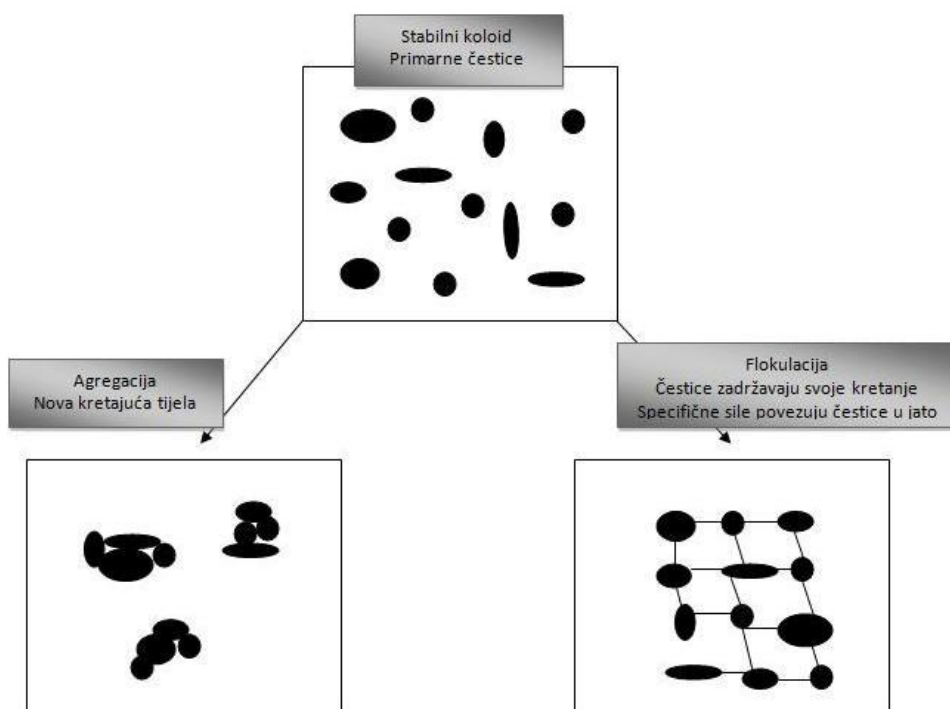 Stabilni koloid
Primarne čestice
Agregacija
Nova kretajuća tijela
Flokulacija
Čestice zadržavaju svoje kretanje
Specifične sile povezuju čestice u jato